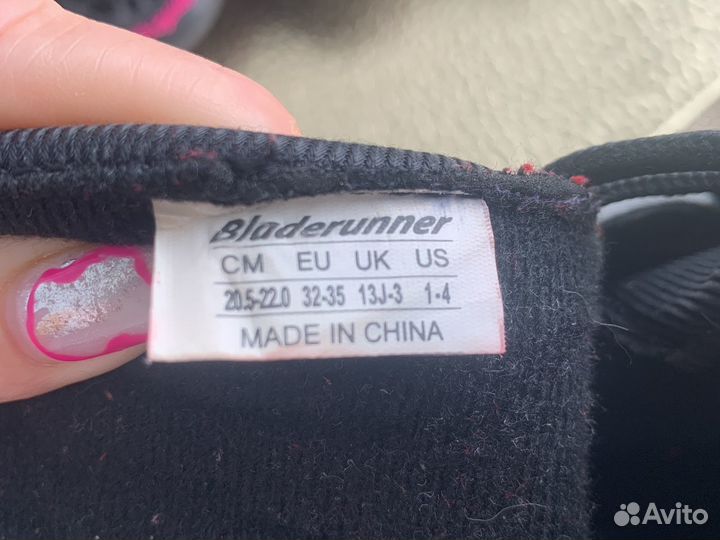 Bladerunner
CM EU UK US
20.5-22.0 32-35 13J-3 1-4
MADE IN CHINA
Avito